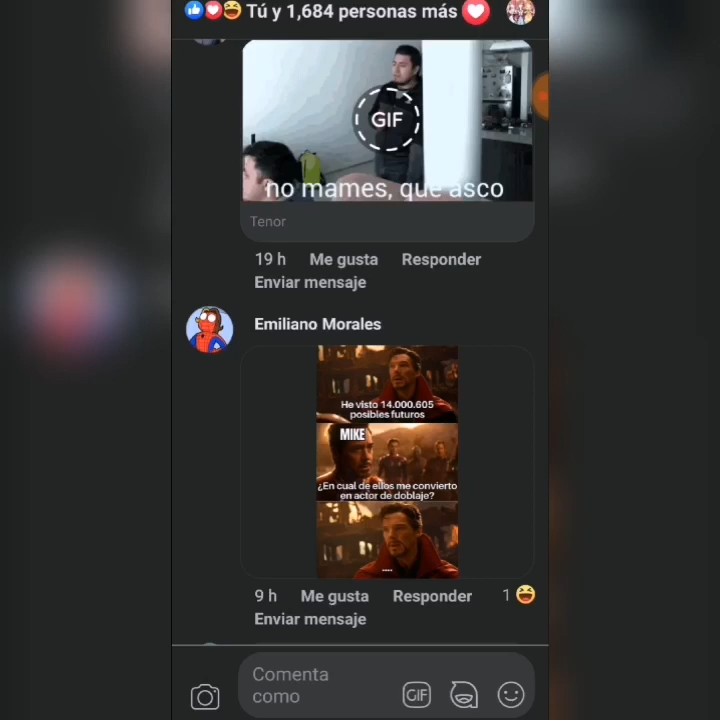 Tú y 1,684 personas más
GIF
no mames, que asco
Tenor
19 h Me gusta Responder
Enviar mensaje
Emiliano Morales
He visto 14.000.605
posibles futuros
MIKE
¿En cual de ellos me convierto
en actor de doblaje?
....
9 h Me gusta Responder 1
Enviar mensaje
Comenta
como
GIF